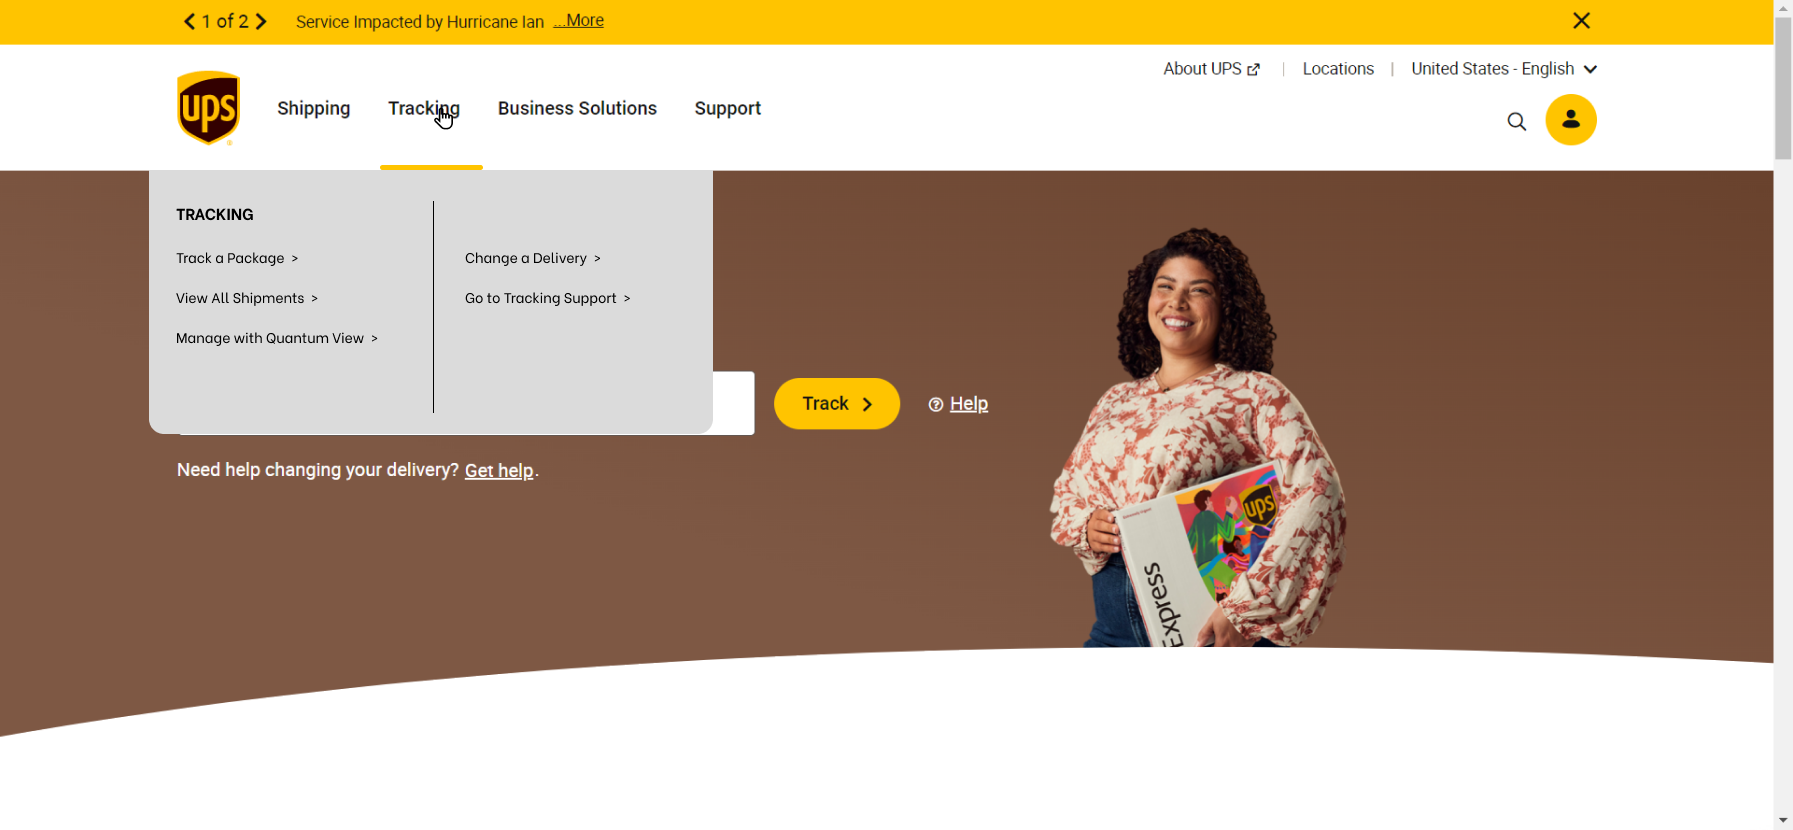 1 of 2
Service Impacted by Hurricane Ian ...More
About UPS
Locations
United States - English
ups
Shipping
Tracking
Business Solutions
Support
TRACKING
Track a Package >
View All Shipments >
Manage with Quantum View >
Change a Delivery >
Go to Tracking Support >
Track
Help
Need help changing your delivery? Get help.
ups
Express